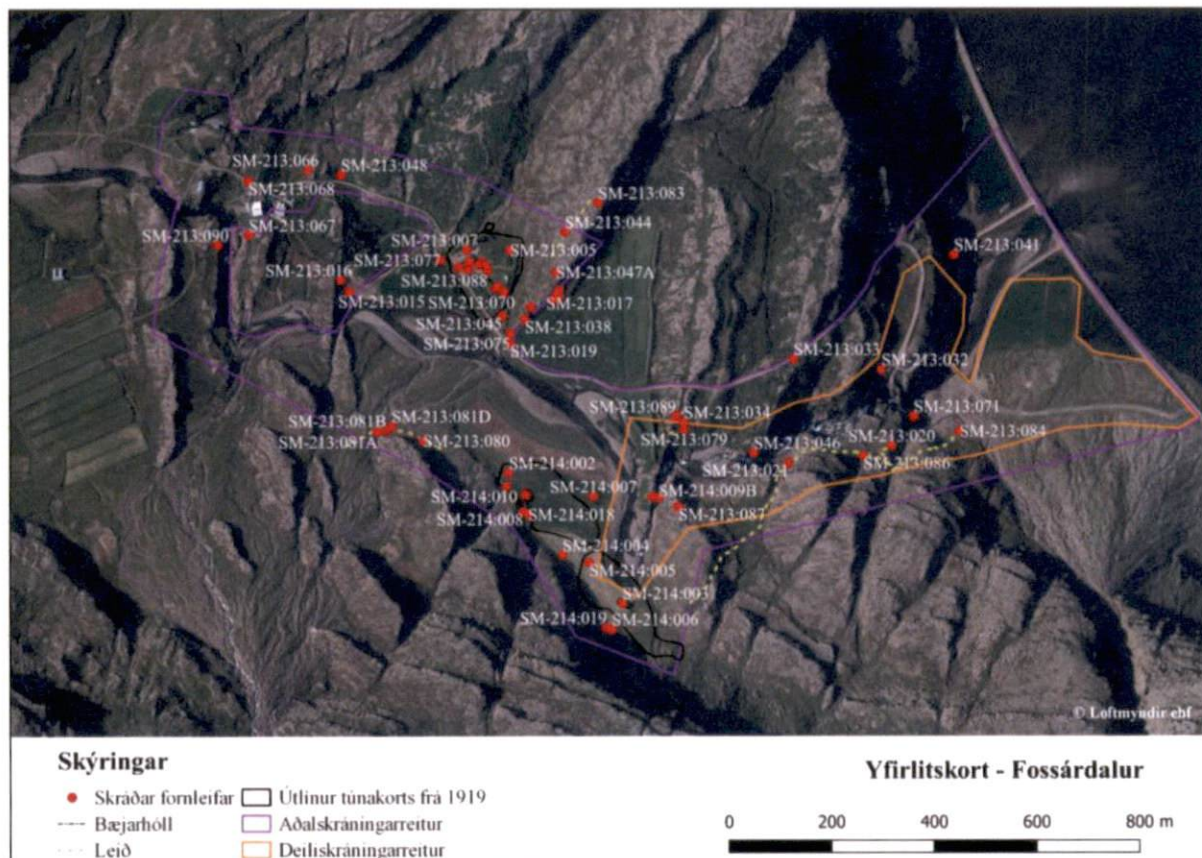 SM-213:066
SM-213:048
SM-213:068
SM-213:083
SM-213:044
SM-213:090
SM-213:067
SM-213:007
SM-213:005
SM-213:041
SM-213:077
SM-213:016
SM-213:088
SM-213:047A
SM-213:015
SM-213:070
SM-213:017
SM-213:045
SM-213:038
SM-213:075
SM-213:019
SM-213:033
SM-213:032
SM-213:089
SM-213:034
SM-213:071
SM-213:081B
SM-213:081D
SM-213:079
SM-213:046
SM-213:020
SM-213:084
SM-213:081A
SM-213:080
SM-213:021
SM-213:086
SM-214:002
SM-214:010
SM-214:007
SM-214:009B
SM-214:008
SM-214:018
SM-213:087
SM-214:004
SM-214:005
SM-214:003
SM-214:019
SM-214:006
© Loftmyndir ehf
Skýringar
Skráðar fornleifar
Útlínur túnakorts frá 1919
Bæjarhóll
Aðalskráningarreitur
Leið
Deiliskráningarreitur
Yfirlitskort - Fossárdalur
0 200 400 600 800 m